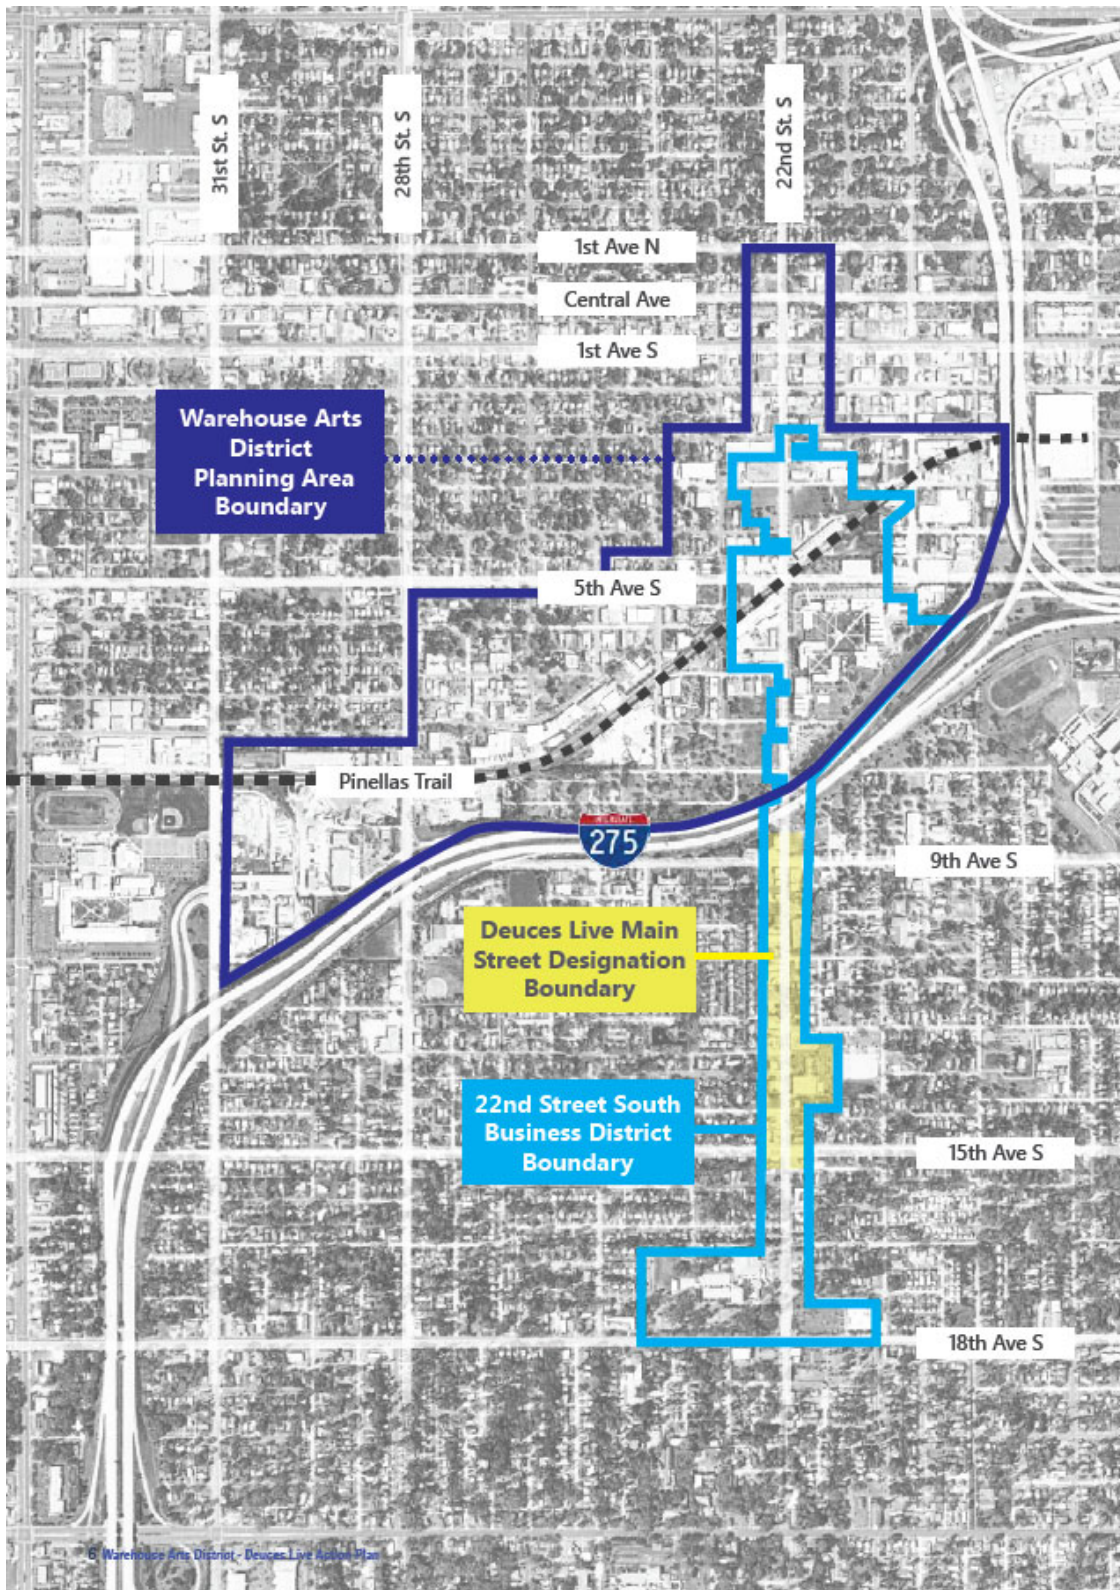 31st St. S
28th St. S
22nd St. S
1st Ave N
Central Ave
1st Ave S
Warehouse Arts
District
Planning Area
Boundary
5th Ave S
Pinellas Trail
INTERSTATE
275
9th Ave S
Deuces Live Main
Street Designation
Boundary
22nd Street South
Business District
Boundary
15th Ave S
18th Ave S
6 Warehouse Arts District - Deuces Live Action Plan